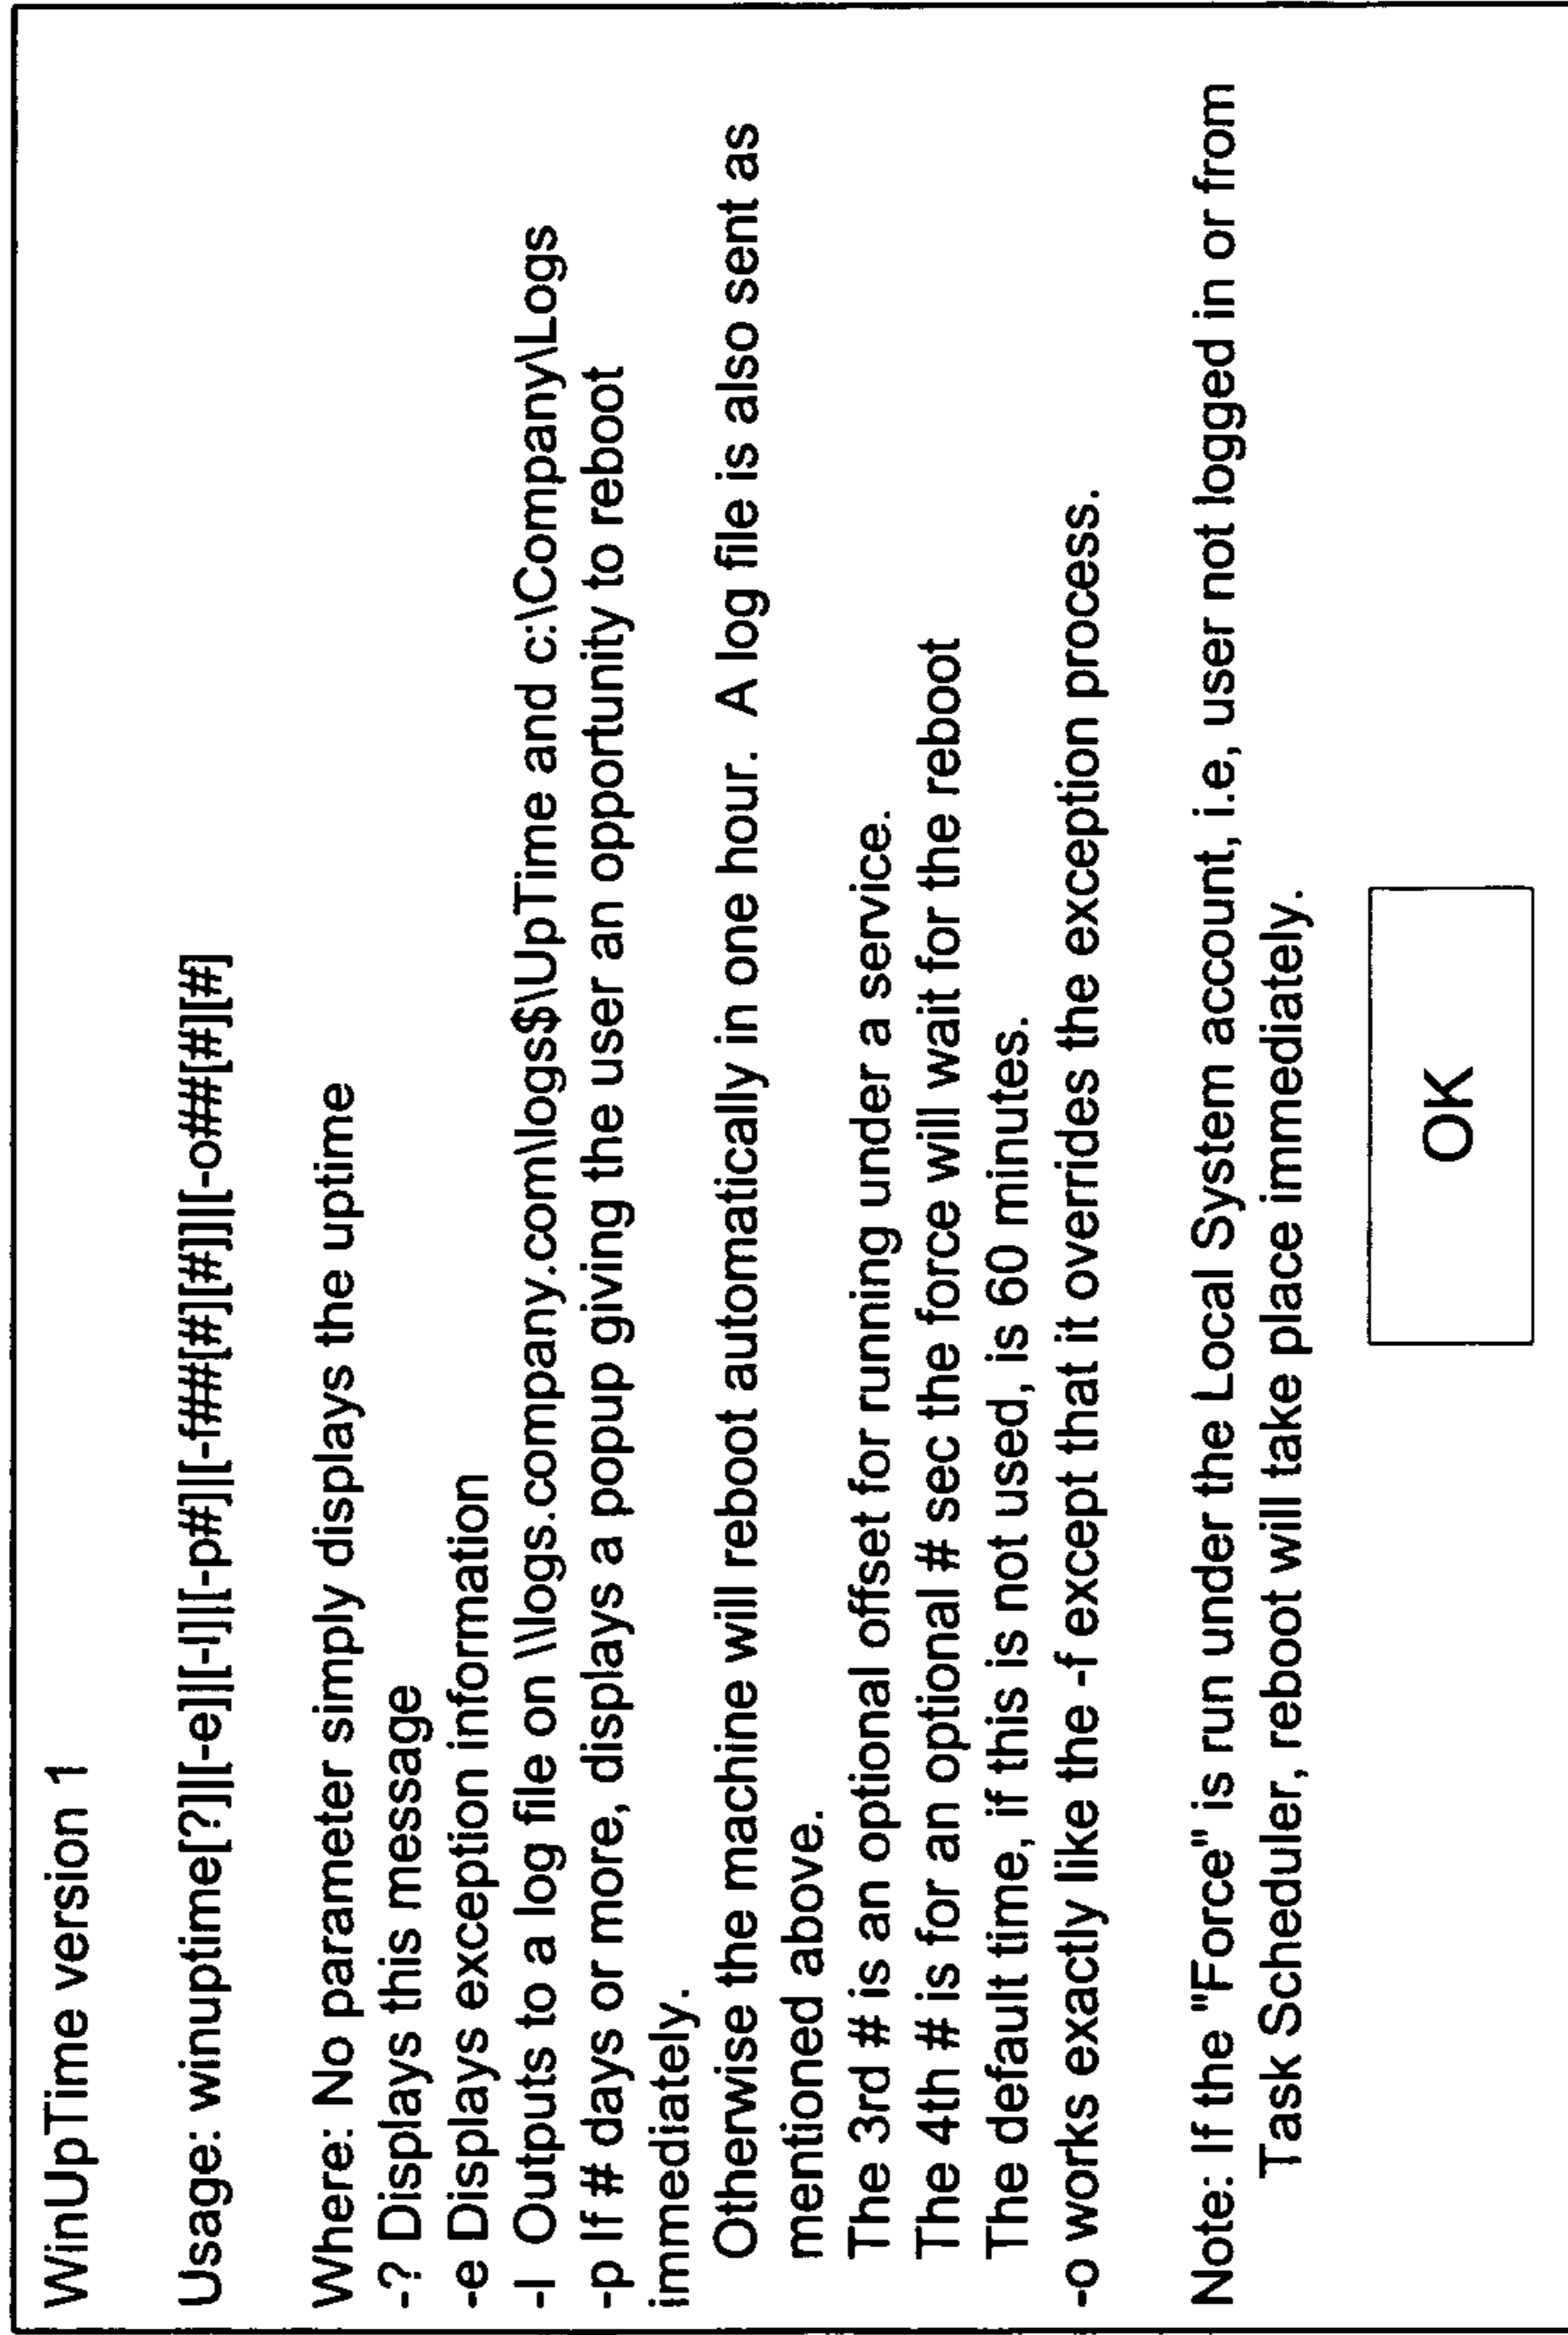 WinUpTime version 1
Usage: winuptime[?]|[-e]|[-l]|[-p#]|[-f##[#][#]]|[-o##[#][#]
Where: No parameter simply displays the uptime
-? Displays this message
-e Displays exception information
-l Outputs to a log file on \\logs.company.com\logs$\UpTime and c:\Company\Logs
-p If # days or more, displays a popup giving the user an opportunity to reboot
immediately.
Otherwise the machine will reboot automatically in one hour. A log file is also sent as
mentioned above.
The 3rd # is an optional offset for running under a service.
The 4th # is for an optional # sec the force will wait for the reboot
The default time, if this is not used, is 60 minutes.
-o works exactly like the -f except that it overrides the exception process.
Note: If the "Force" is run under the Local System account, i.e, user not logged in or from
Task Scheduler, reboot will take place immediately.
OK